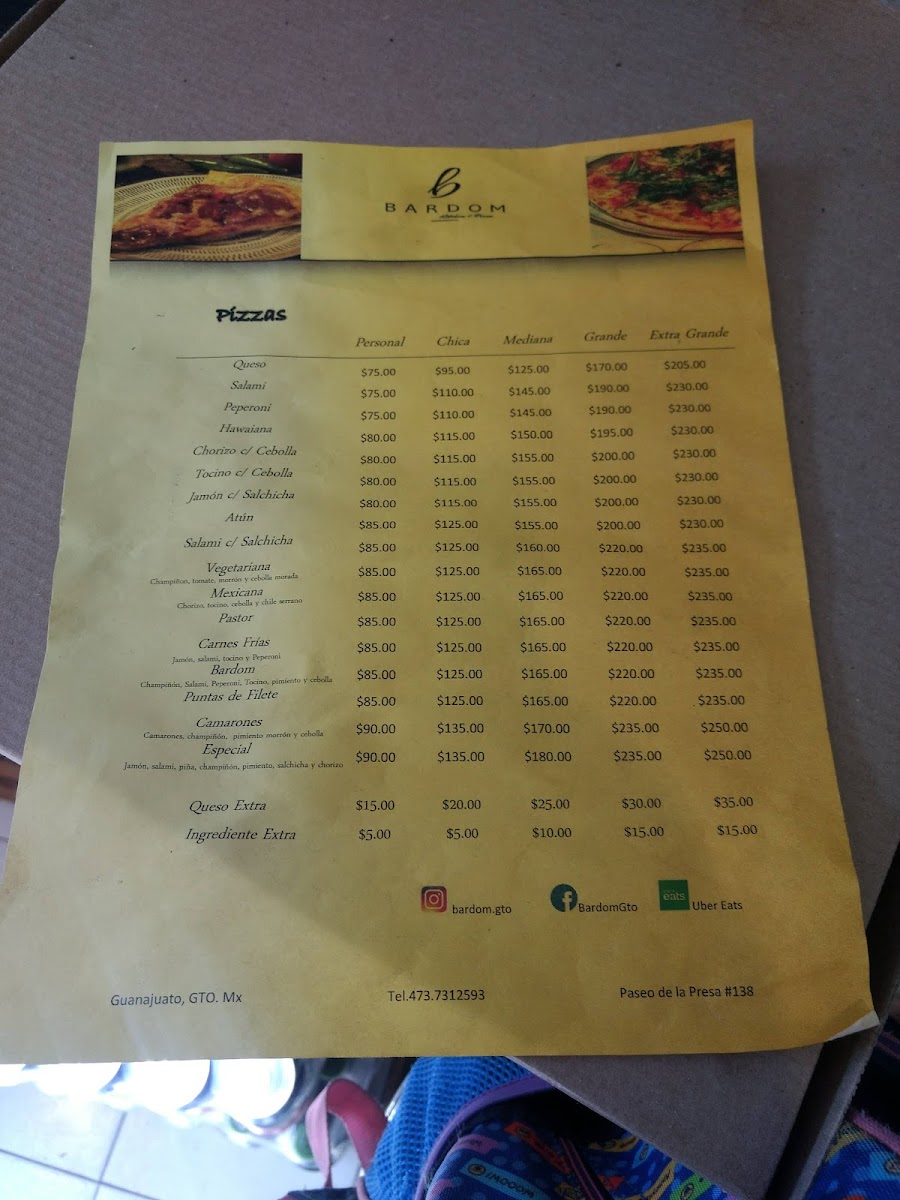 b
BARDOM
Pizzas
Personal Chica Mediana Grande Extra Grande
Queso $75.00 $95.00 $125.00 $170.00 $205.00
Salami $75.00 $110.00 $145.00 $190.00 $230.00
Peperoni $75.00 $110.00 $145.00 $190.00 $230.00
Hawaiana $80.00 $115.00 $150.00 $195.00 $230.00
Chorizo c/ Cebolla $80.00 $115.00 $155.00 $200.00 $230.00
Tocino c/ Cebolla $80.00 $115.00 $155.00 $200.00 $230.00
Jamón c/ Salchicha $80.00 $115.00 $155.00 $200.00 $230.00
Atún $85.00 $125.00 $155.00 $200.00 $230.00
Salami c/ Salchicha $85.00 $125.00 $160.00 $220.00 $235.00
Vegetariana $85.00 $125.00 $165.00 $220.00 $235.00
Champiñon, tomate, morrón y cebolla morada
Mexicana $85.00 $125.00 $165.00 $220.00 $235.00
Chorizo, tocino, cebolla y chile serrano
Pastor $85.00 $125.00 $165.00 $220.00 $235.00
Carnes Frías $85.00 $125.00 $165.00 $220.00 $235.00
Jamón, salami, tocino y Peperoni
Bardom $85.00 $125.00 $165.00 $220.00 $235.00
Champiñón, Salami, Peperoni, Tocino, pimiento y cebolla
Puntas de Filete $85.00 $125.00 $165.00 $220.00 $235.00
Camarones $90.00 $135.00 $170.00 $235.00 $250.00
Camarones, champiñón, pimiento morrón y cebolla
Especial $90.00 $135.00 $180.00 $235.00 $250.00
Jamón, salami, piña, champiñón, pimiento, salchicha y chorizo
Queso Extra $15.00 $20.00 $25.00 $30.00 $35.00
Ingrediente Extra $5.00 $5.00 $10.00 $15.00 $15.00
bardom.gto BardomGto eats Uber Eats
Guanajuato, GTO. Mx Tel.473.7312593 Paseo de la Presa #138